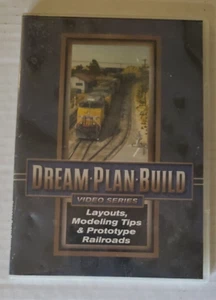 DREAM·PLAN·BUILD
VIDEO SERIES
Layouts,
Modeling Tips
& Prototype
Railroads